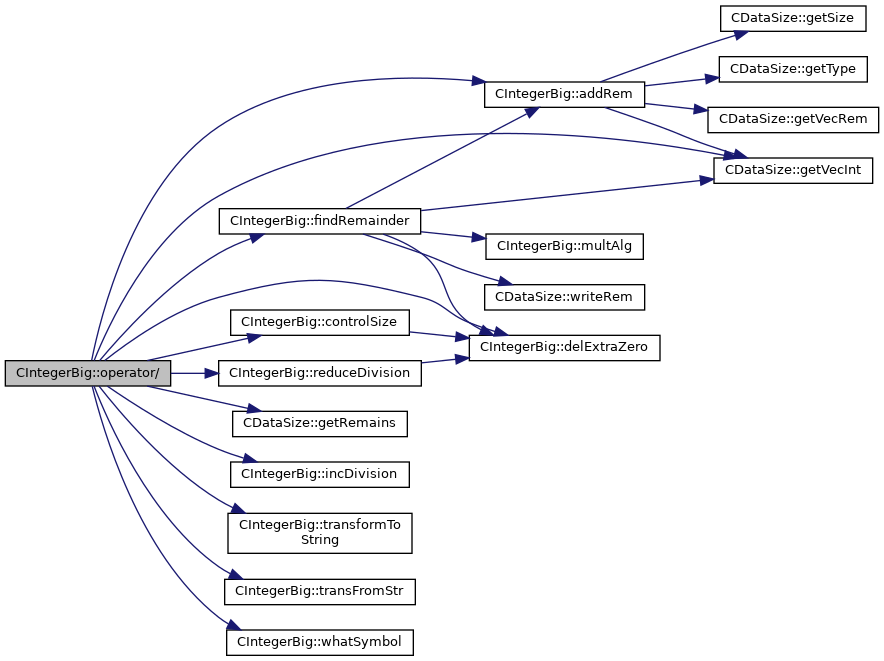 CDataSize::getSize
CDataSize::getType
CIntegerBig::addRem
CDataSize::getVecRem
CDataSize::getVecInt
CIntegerBig::findRemainder
CIntegerBig::multAlg
CDataSize::writeRem
CIntegerBig::controlSize
CIntegerBig::delExtraZero
CIntegerBig::operator/
CIntegerBig::reduceDivision
CDataSize::getRemains
CIntegerBig::incDivision
CIntegerBig::transformTo
String
CIntegerBig::transFromStr
CIntegerBig::whatSymbol